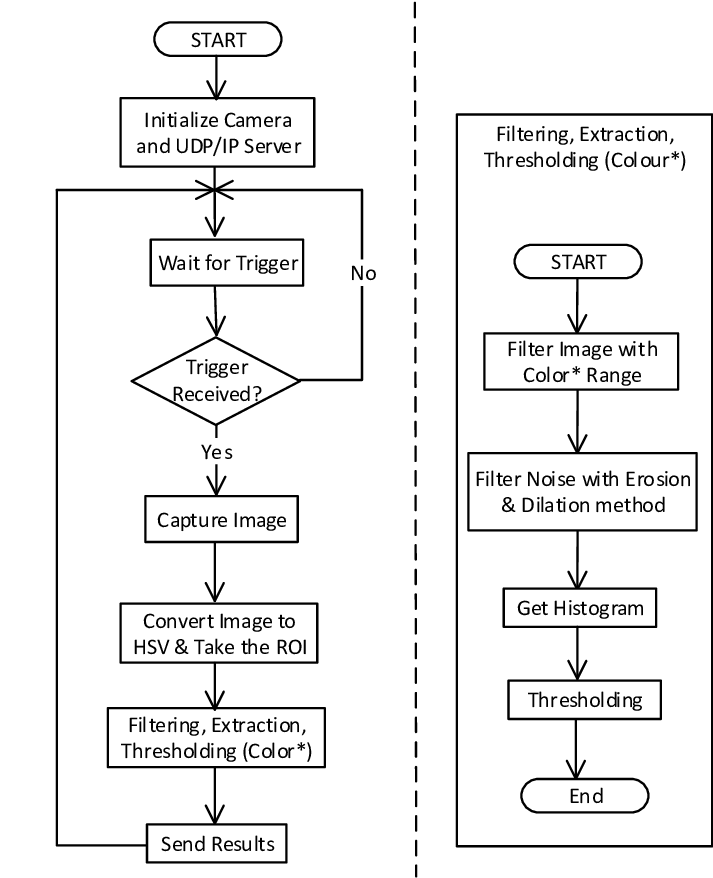 START
Initialize Camera
and UDP/IP Server
Wait for Trigger
No
Trigger
Received?
Yes
Capture Image
Convert Image to
HSV & Take the ROI
Filtering, Extraction,
Thresholding (Color*)
Send Results
Filtering, Extraction,
Thresholding (Colour*)
START
Filter Image with
Color* Range
Filter Noise with Erosion
& Dilation method
Get Histogram
Thresholding
End